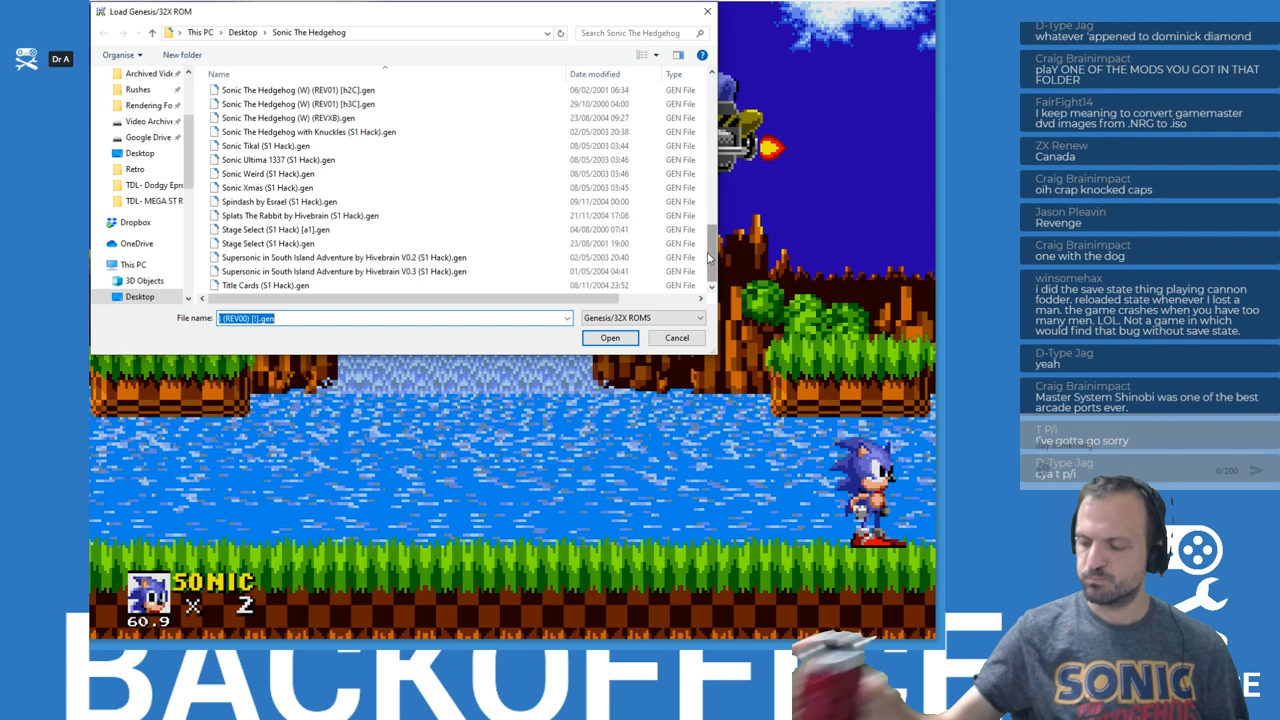 Load Genesis/32X ROM
This PC
Desktop
Sonic The Hedgehog
Search Sonic The Hedgehog
Organise
New folder
Dr A
Archived Vide
Rushes
Rendering Fo
Video Archive
Google Drive
Desktop
Retro
TDL- Dodgy Epro
TDL- MEGA ST R
Dropbox
OneDrive
This PC
3D Objects
Desktop
Name Date modified Type
Sonic The Hedgehog (W) (REV01) [h2C].gen 06/02/2001 06:34 GEN File
Sonic The Hedgehog (W) (REV01) [h3C].gen 29/10/2000 04:00 GEN File
Sonic The Hedgehog (W) (REVXB).gen 23/08/2004 09:27 GEN File
Sonic The Hedgehog with Knuckles (S1 Hack).gen 08/05/2003 20:38 GEN File
Sonic Tikal (S1 Hack).gen 08/05/2003 03:44 GEN File
Sonic Ultima 1337 (S1 Hack).gen 08/05/2003 03:46 GEN File
Sonic Weird (S1 Hack).gen 08/05/2003 03:46 GEN File
Sonic Xmas (S1 Hack).gen 08/05/2003 03:45 GEN File
Spindash by Esrael (S1 Hack).gen 09/11/2004 00:00 GEN File
Splats The Rabbit by Hivebrain (S1 Hack).gen 21/11/2004 17:08 GEN File
Stage Select (S1 Hack) [a1].gen 04/08/2000 07:41 GEN File
Stage Select (S1 Hack).gen 23/08/2001 19:00 GEN File
Supersonic in South Island Adventure by Hivebrain V0.2 (S1 Hack).gen 02/05/2003 20:40 GEN File
Supersonic in South Island Adventure by Hivebrain V0.3 (S1 Hack).gen 01/05/2004 04:41 GEN File
Title Cards (S1 Hack).gen 08/11/2004 23:52 GEN File
File name: (REV00) [!].gen
Genesis/32X ROMS
Open
Cancel
D-Type Jag
whatever 'appened to dominick diamond
Craig Brainimpact
plaY ONE OF THE MODS YOU GOT IN THAT
FOLDER
FairFight14
I keep meaning to convert gamemaster
dvd images from .NRG to .iso
ZX Renew
Canada
Craig Brainimpact
oih crap knocked caps
Jason Pleavin
Revenge
Craig Brainimpact
one with the dog
winsomehax
i did the save state thing playing cannon
fodder. reloaded state whenever I lost a
man. the game crashes when you have too
many men. LOL. Not a game in which
would find that bug without save state.
D-Type Jag
yeah
Craig Brainimpact
Master System Shinobi was one of the best
arcade ports ever.
T P/i
I've gotta go sorry
D-Type Jag
cya t p/i
0/200
SONIC
x 2
60.9
BACKOFFICE
SONIC